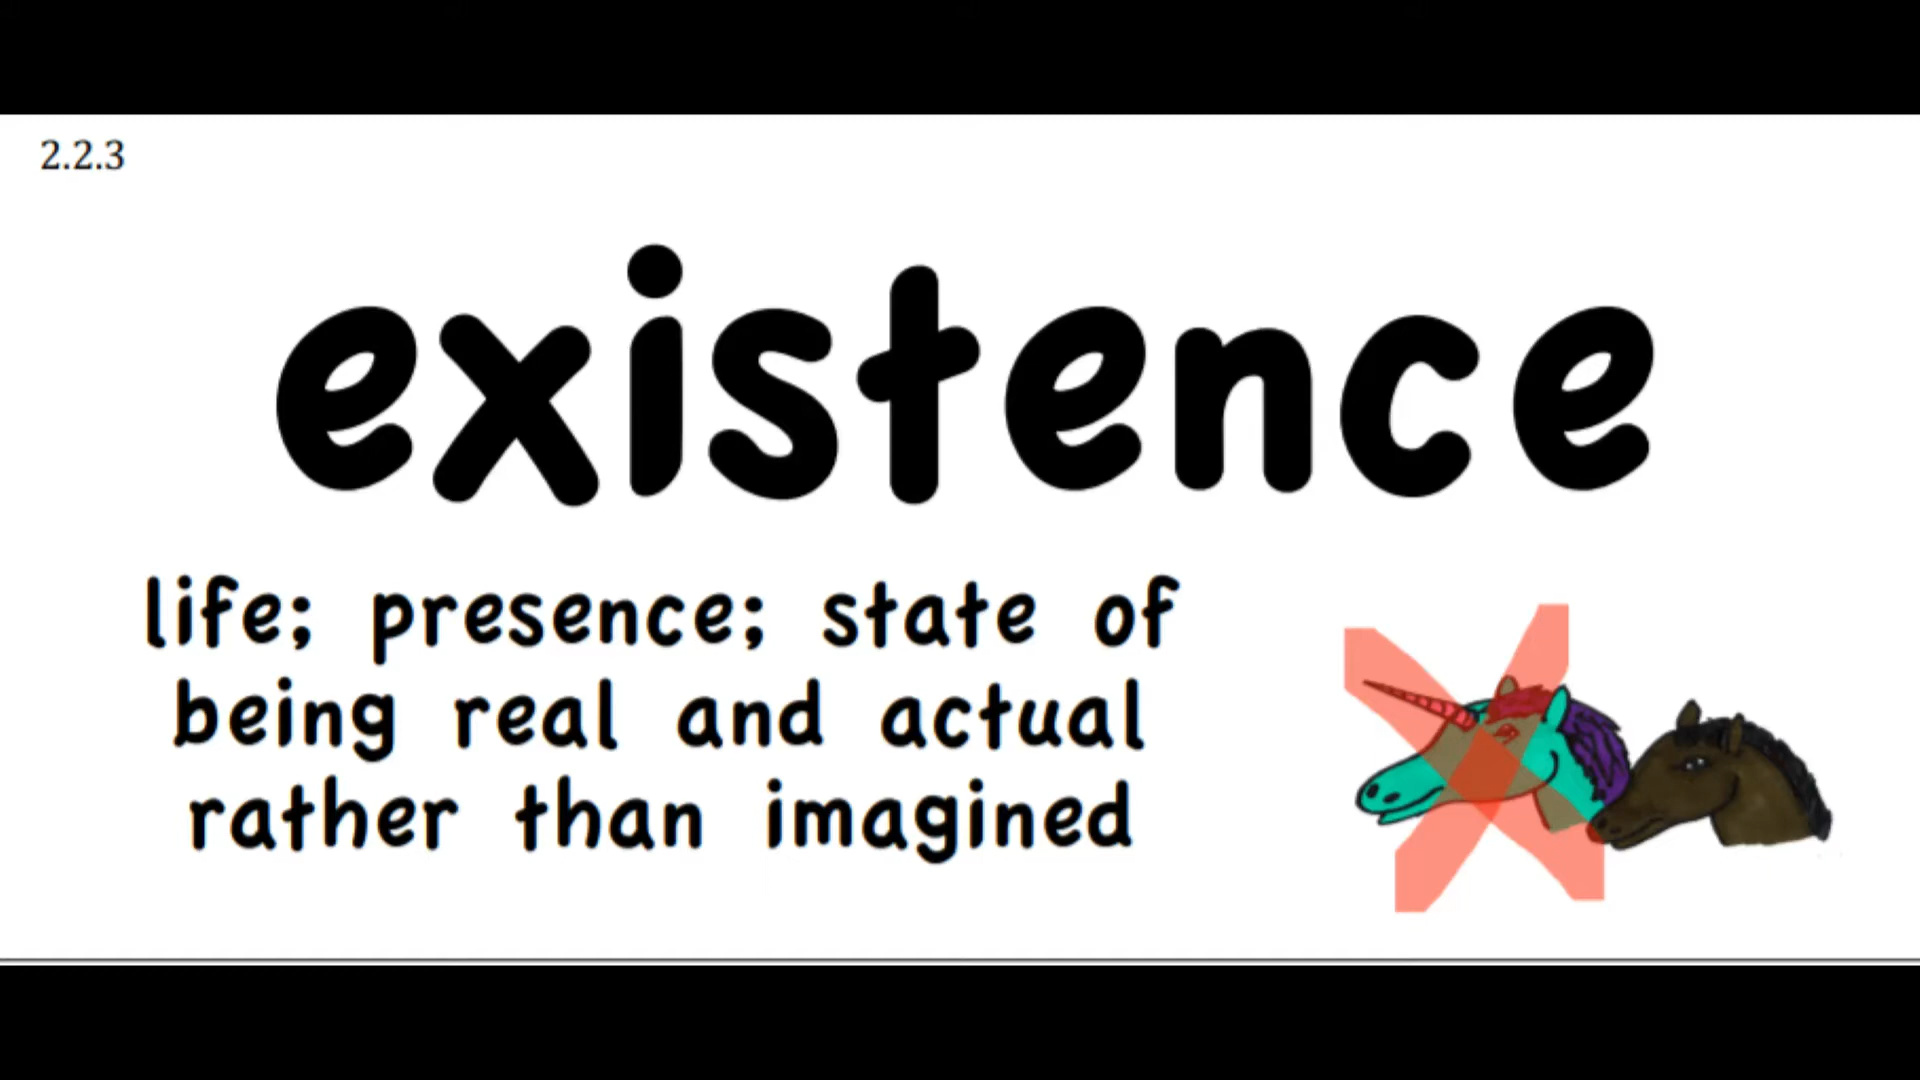 2.2.3
existence
life; presence; state of
being real and actual
rather than imagined